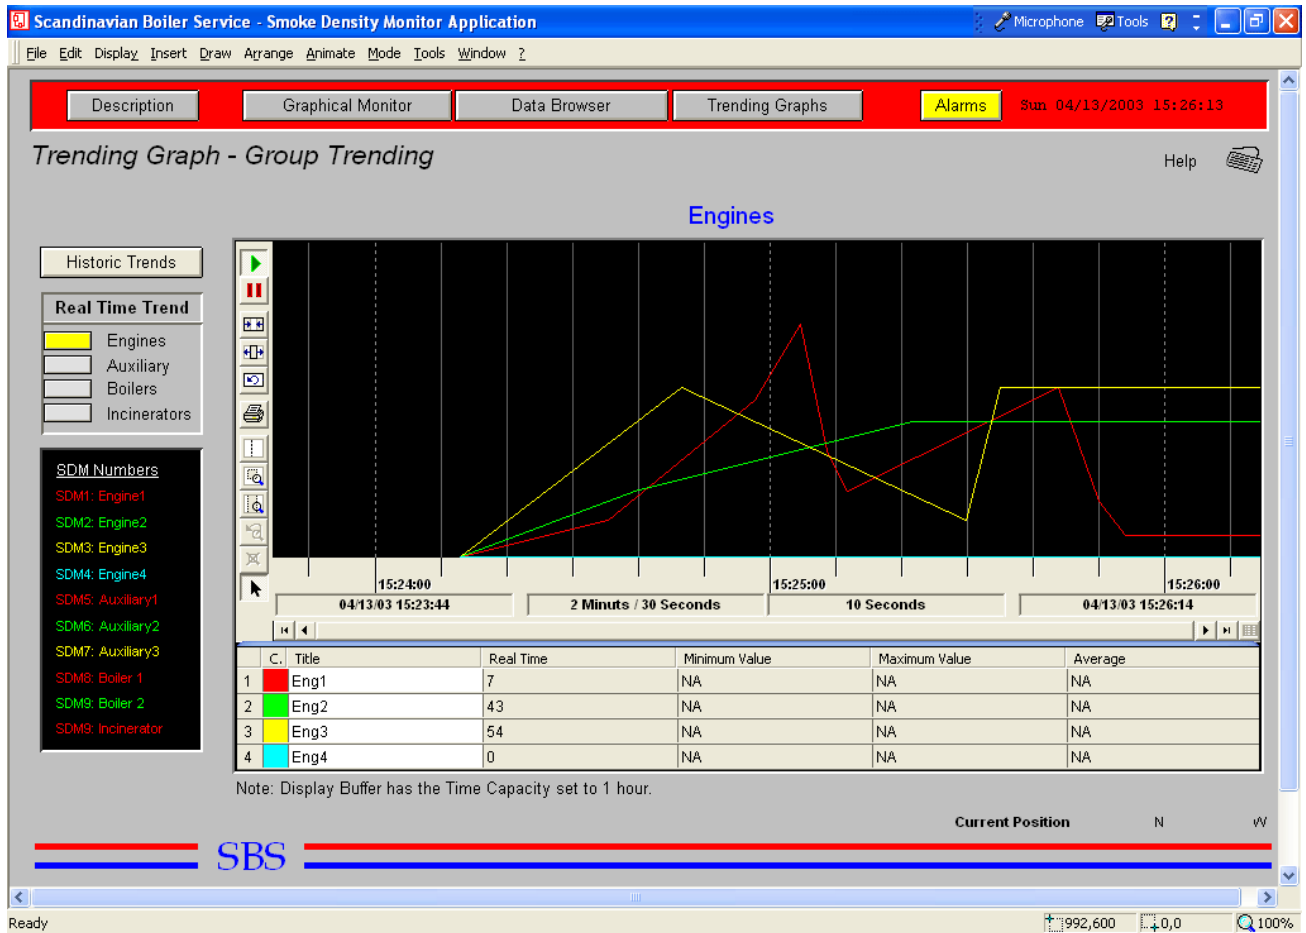 Scandinavian Boiler Service - Smoke Density Monitor Application
Microphone Tools
File Edit Display Insert Draw Arrange Animate Mode Tools Window ?
Description Graphical Monitor Data Browser Trending Graphs Alarms Sun 04/13/2003 15:26:13
Trending Graph - Group Trending
Help
Engines
Historic Trends
Real Time Trend
Engines
Auxiliary
Boilers
Incinerators
SDM Numbers
SDM1: Engine1
SDM2: Engine2
SDM3: Engine3
SDM4: Engine4
SDM5: Auxiliary1
SDM6: Auxiliary2
SDM7: Auxiliary3
SDM8: Boiler 1
SDM9: Boiler 2
SDM9: Incinerator
15:24:00 15:25:00 15:26:00
04/13/03 15:23:44 2 Minuts / 30 Seconds 10 Seconds 04/13/03 15:26:14
C. Title Real Time Minimum Value Maximum Value Average
1 Eng1 7 NA NA NA
2 Eng2 43 NA NA NA
3 Eng3 54 NA NA NA
4 Eng4 0 NA NA NA
Note: Display Buffer has the Time Capacity set to 1 hour.
Current Position N W
SBS
Ready 992,600 0,0 100%